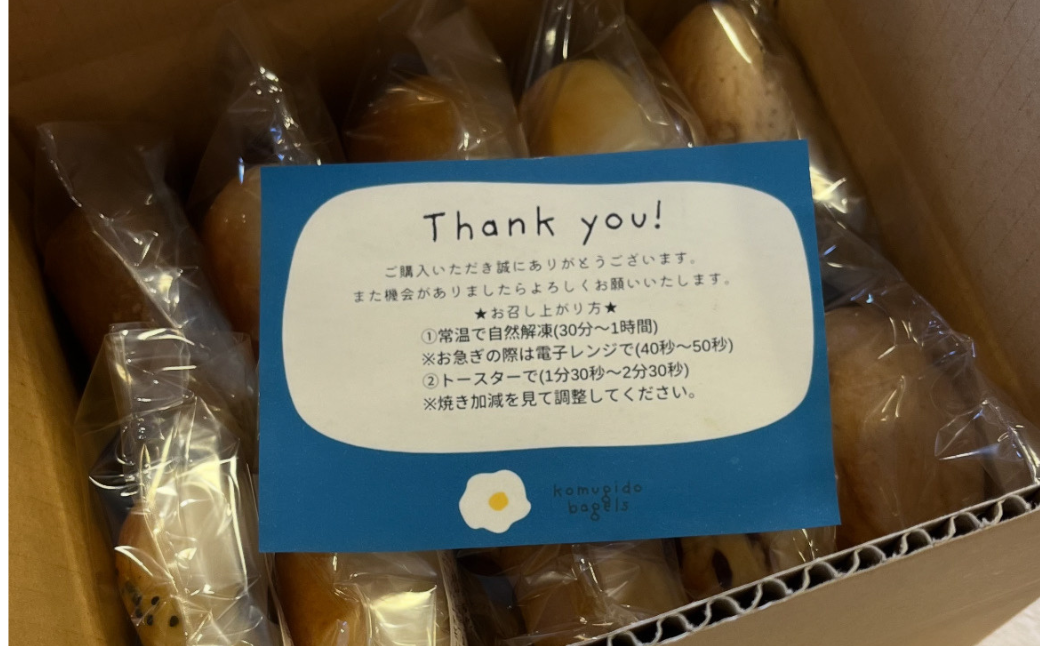 Thank you!
ご購入いただき誠にありがとうございます。
また機会がありましたらよろしくお願いいたします。
★お召し上がり方★
①常温で自然解凍(30分〜1時間)
※お急ぎの際は電子レンジで(40秒〜50秒)
②トースターで(1分30秒〜2分30秒)
※焼き加減を見て調整してください。
komugido
bagels